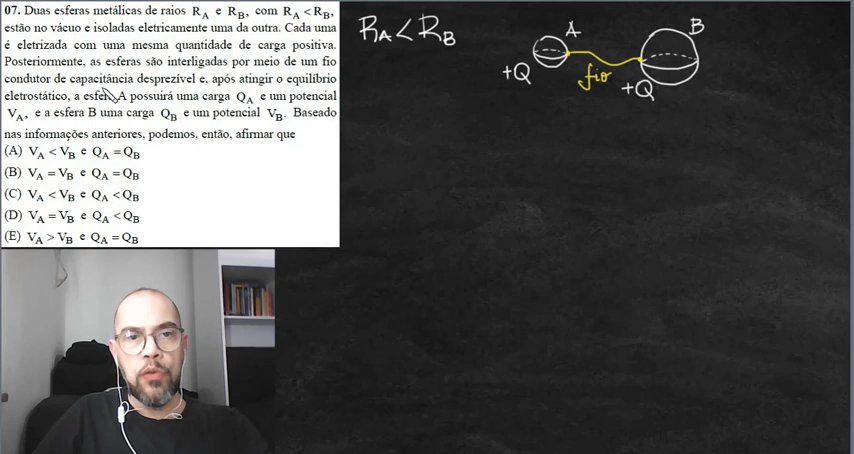 07. Duas esferas metálicas de raios R_A e R_B, com R_A < R_B,
estão no vácuo e isoladas eletricamente uma da outra. Cada uma
é eletrizada com uma mesma quantidade de carga positiva.
Posteriormente, as esferas são interligadas por meio de um fio
condutor de capacitância desprezível e, após atingir o equilíbrio
eletrostático, a esfera A possuirá uma carga Q_A e um potencial
V_A, e a esfera B uma carga Q_B e um potencial V_B. Baseado
nas informações anteriores, podemos, então, afirmar que
(A) V_A < V_B e Q_A = Q_B
(B) V_A = V_B e Q_A = Q_B
(C) V_A < V_B e Q_A < Q_B
(D) V_A = V_B e Q_A < Q_B
(E) V_A > V_B e Q_A = Q_B
R_A < R_B
A
B
+Q
fio
+Q